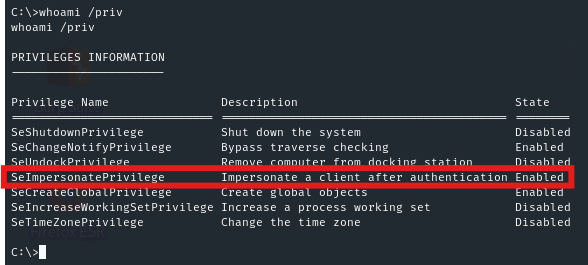 C:\>whoami /priv
whoami /priv
PRIVILEGES INFORMATION
----------------------
Privilege Name Description State
============================= ========================================= ========
SeShutdownPrivilege Shut down the system Disabled
SeChangeNotifyPrivilege Bypass traverse checking Enabled
SeUndockPrivilege Remove computer from docking station Disabled
SeImpersonatePrivilege Impersonate a client after authentication Enabled
SeCreateGlobalPrivilege Create global objects Enabled
SeIncreaseWorkingSetPrivilege Increase a process working set Disabled
SeTimeZonePrivilege Change the time zone Disabled
C:\>